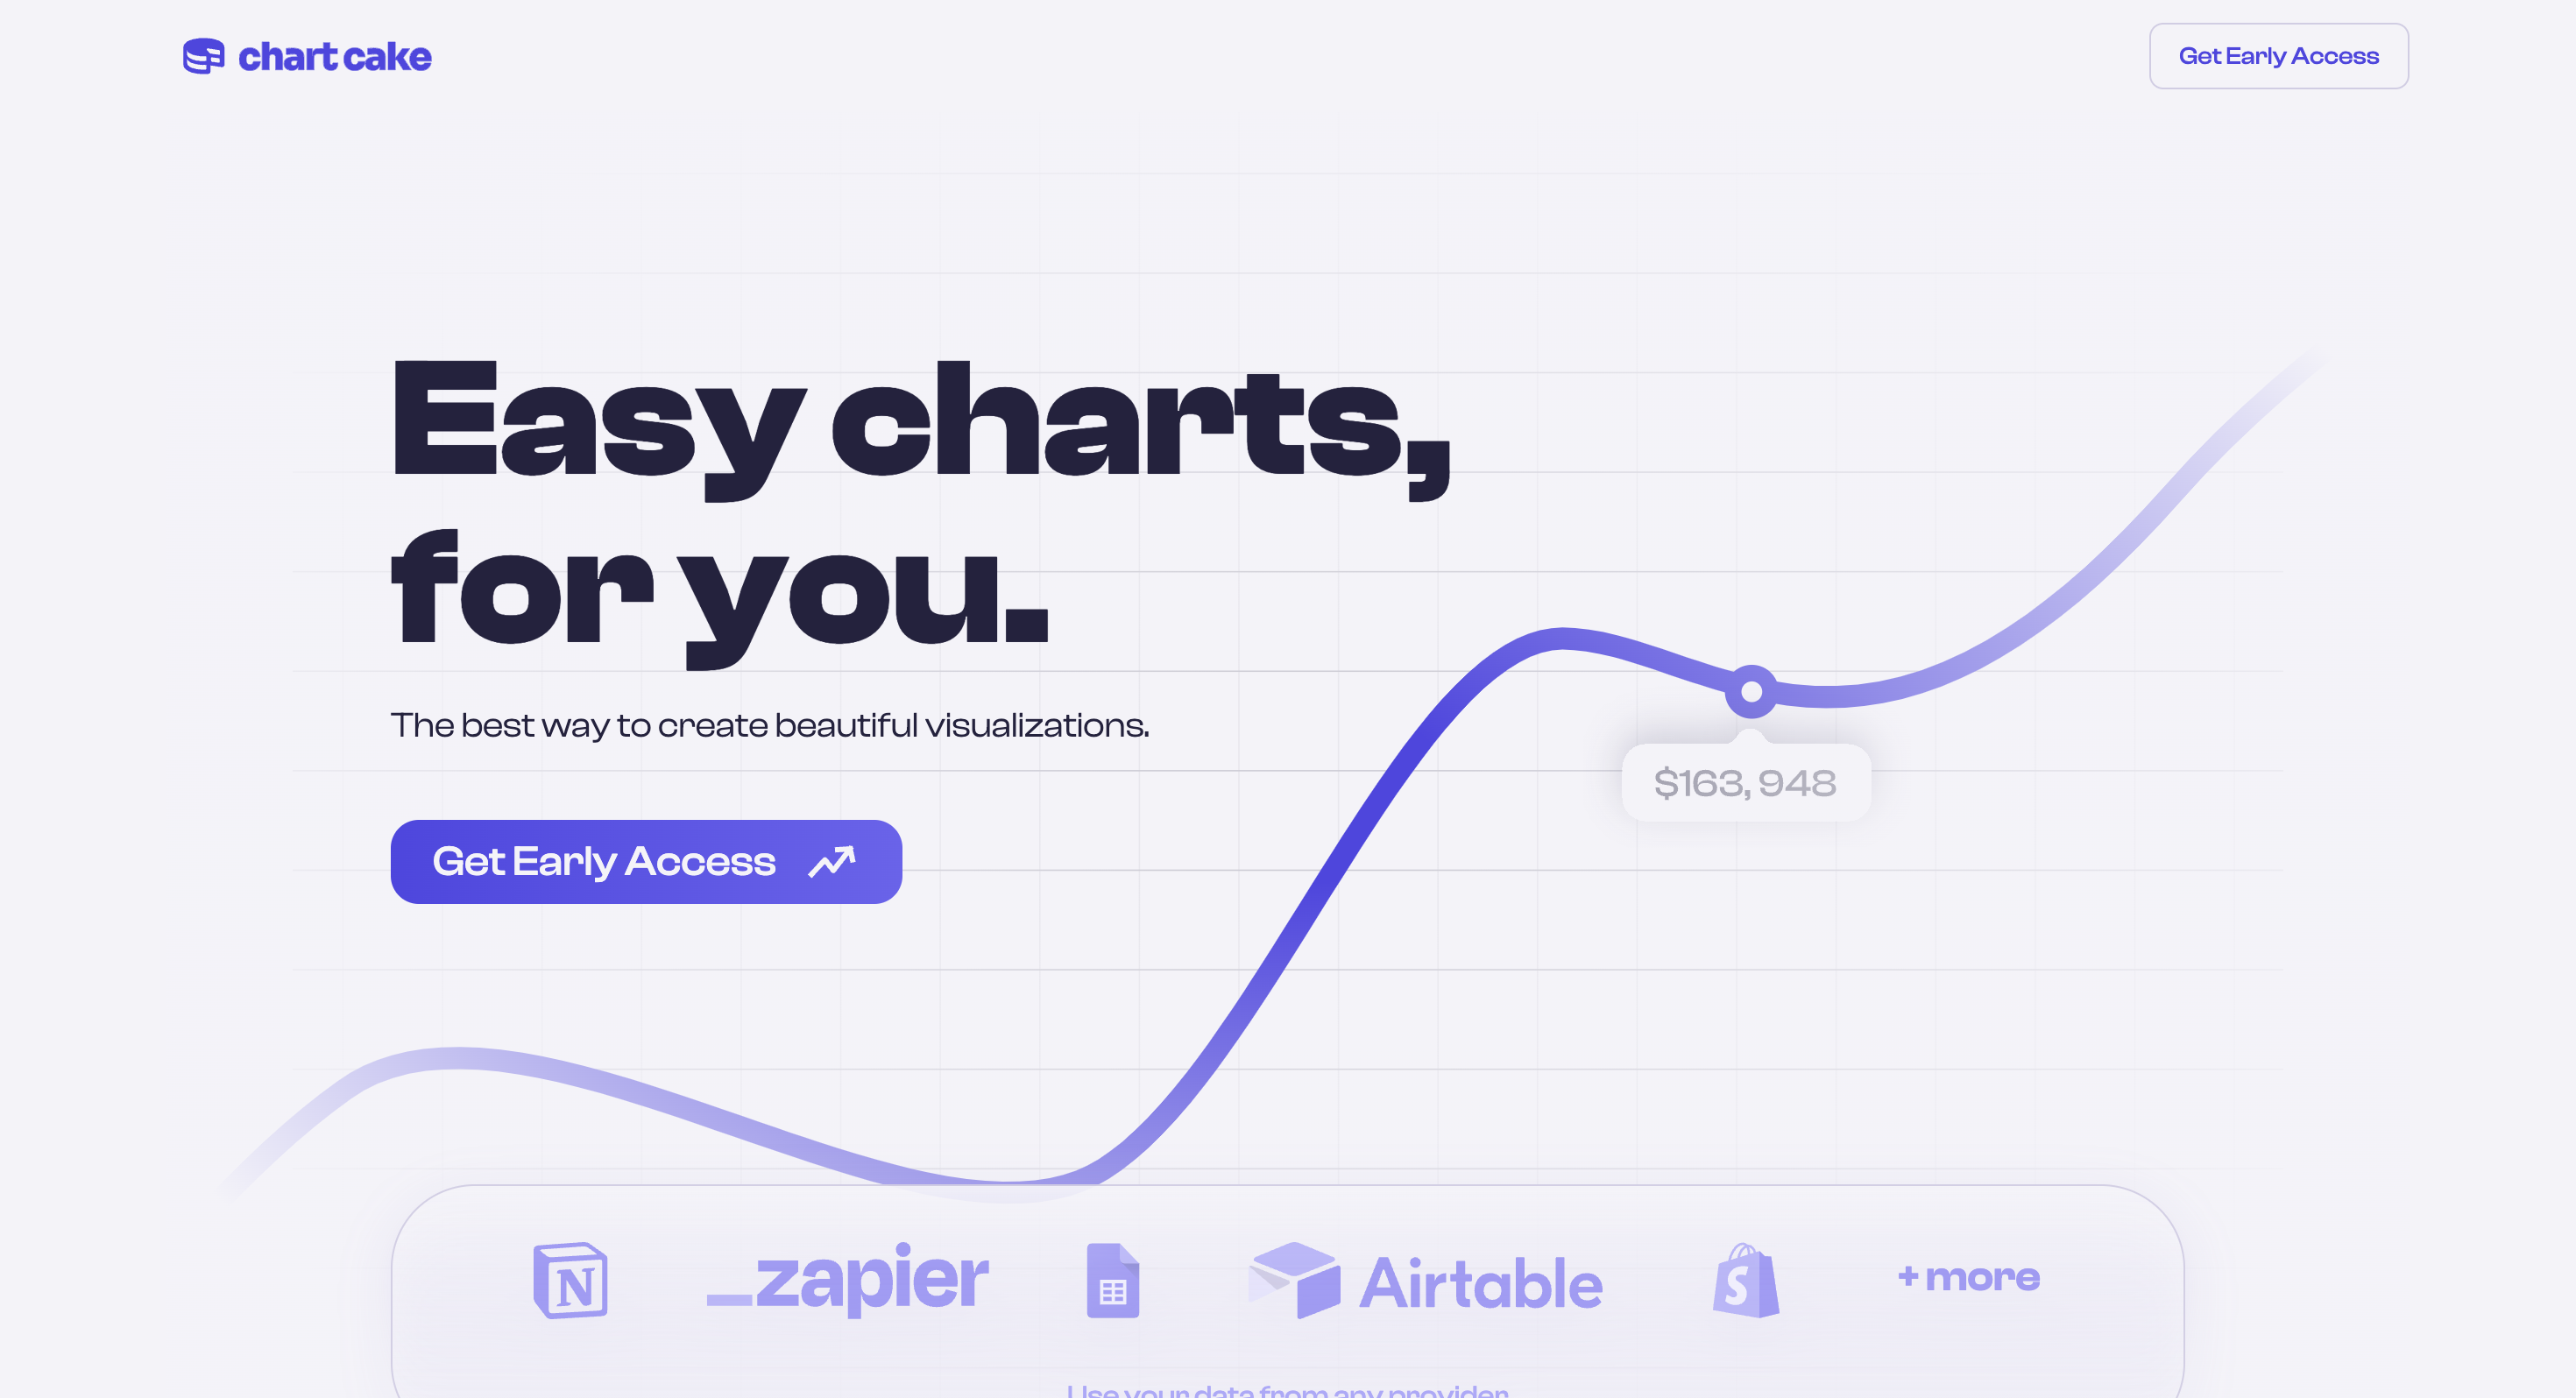 chart cake
Get Early Access
Easy charts,
for you.
The best way to create beautiful visualizations.
$163, 948
Get Early Access
N
_zapier
Airtable
S
+ more
Use your data from any provider